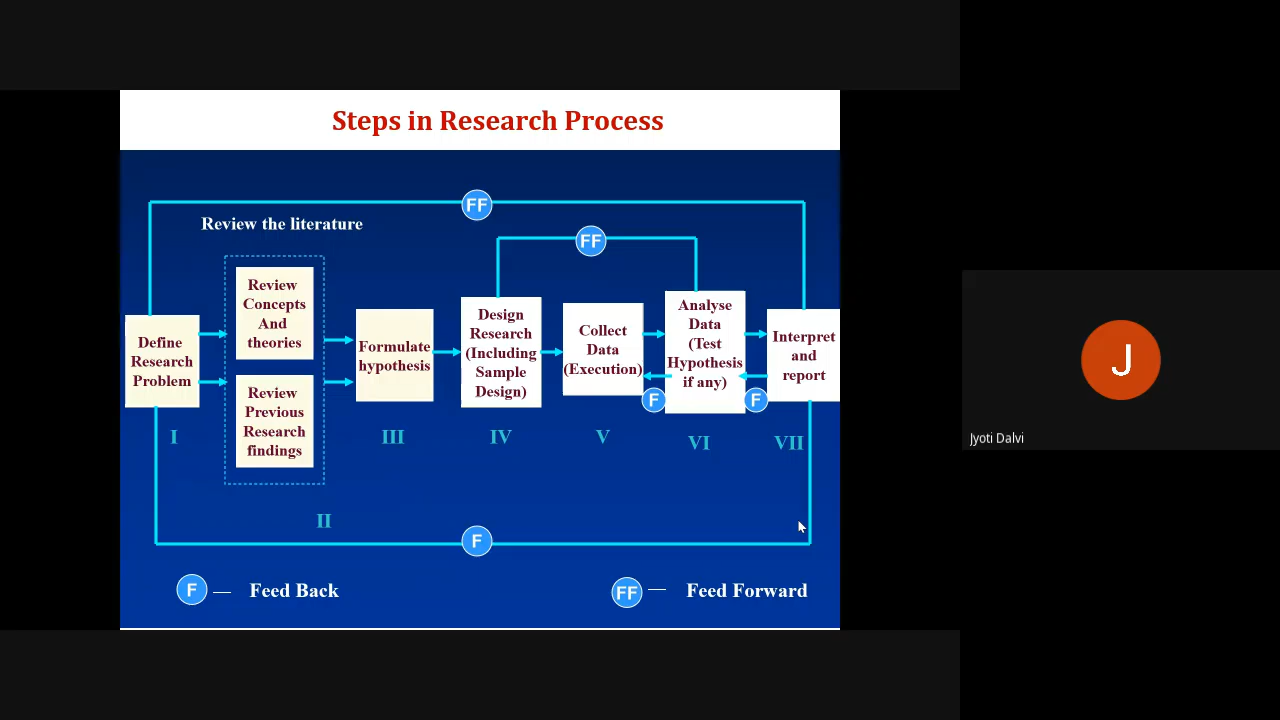 Steps in Research Process
FF
Review the literature
FF
Define
Research
Problem
I
Review
Concepts
And
theories
Review
Previous
Research
findings
II
Formulate
hypothesis
III
Design
Research
(Including
Sample
Design)
IV
Collect
Data
(Execution)
V
F
Analyse
Data
(Test
Hypothesis
if any)
VI
F
Interpret
and
report
VII
F
F — Feed Back
FF — Feed Forward
J
Jyoti Dalvi